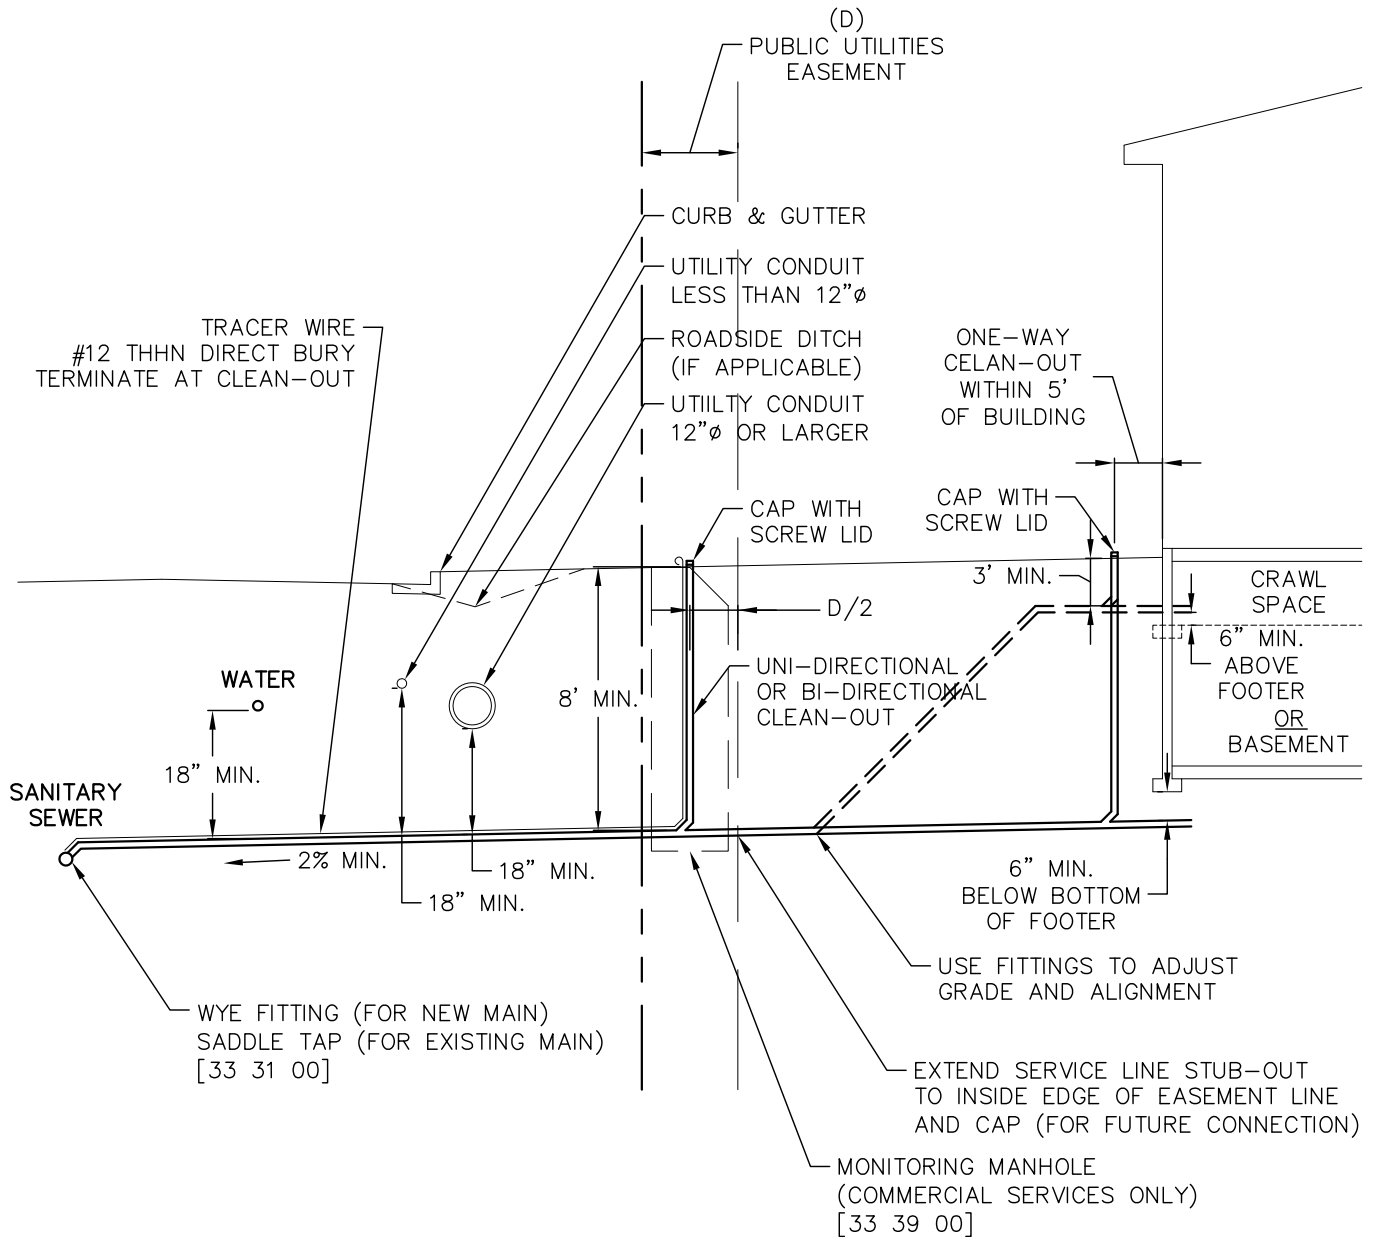 (D)
PUBLIC UTILITIES
EASEMENT
CURB & GUTTER
UTILITY CONDUIT
LESS THAN 12"ø
TRACER WIRE
#12 THHN DIRECT BURY
TERMINATE AT CLEAN-OUT
ROADSIDE DITCH
(IF APPLICABLE)
UTIILTY CONDUIT
12"ø OR LARGER
ONE-WAY
CELAN-OUT
WITHIN 5'
OF BUILDING
CAP WITH
SCREW LID
CAP WITH
SCREW LID
3' MIN.
CRAWL
SPACE
D/2
6" MIN.
ABOVE
FOOTER
OR
BASEMENT
UNI-DIRECTIONAL
OR BI-DIRECTIONAL
CLEAN-OUT
8' MIN.
WATER
18" MIN.
SANITARY
SEWER
2% MIN.
18" MIN.
18" MIN.
6" MIN.
BELOW BOTTOM
OF FOOTER
USE FITTINGS TO ADJUST
GRADE AND ALIGNMENT
WYE FITTING (FOR NEW MAIN)
SADDLE TAP (FOR EXISTING MAIN)
[33 31 00]
EXTEND SERVICE LINE STUB-OUT
TO INSIDE EDGE OF EASEMENT LINE
AND CAP (FOR FUTURE CONNECTION)
MONITORING MANHOLE
(COMMERCIAL SERVICES ONLY)
[33 39 00]